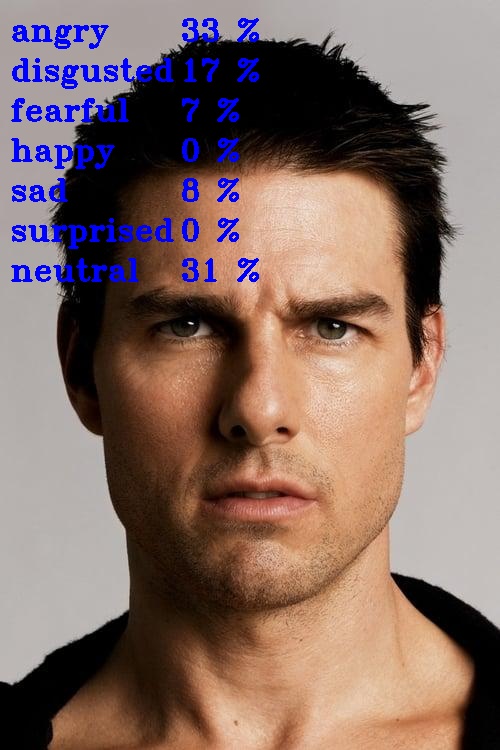 angry 33 %
disgusted 17 %
fearful 7 %
happy 0 %
sad 8 %
surprised 0 %
neutral 31 %